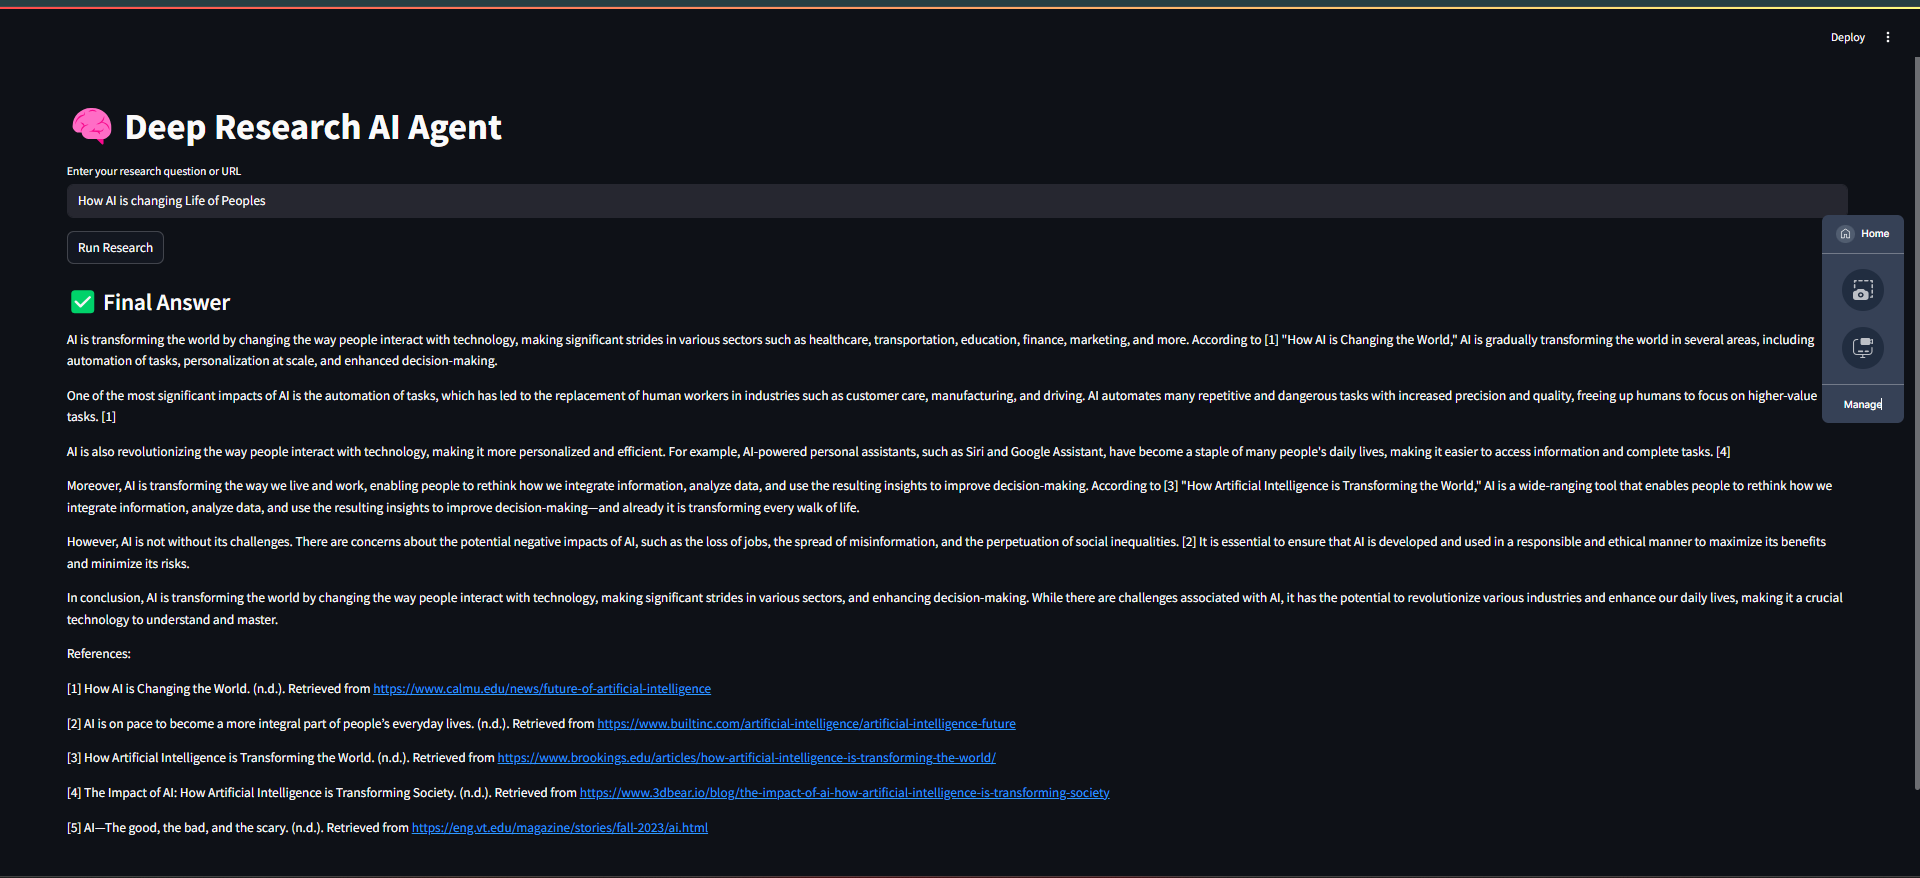 Deploy
Deep Research AI Agent
Enter your research question or URL
How AI is changing Life of Peoples
Run Research
Home
Final Answer
AI is transforming the world by changing the way people interact with technology, making significant strides in various sectors such as healthcare, transportation, education, finance, marketing, and more. According to [1] "How AI is Changing the World," AI is gradually transforming the world in several areas, including
automation of tasks, personalization at scale, and enhanced decision-making.
One of the most significant impacts of AI is the automation of tasks, which has led to the replacement of human workers in industries such as customer care, manufacturing, and driving. AI automates many repetitive and dangerous tasks with increased precision and quality, freeing up humans to focus on higher-value
tasks. [1]
Manage
AI is also revolutionizing the way people interact with technology, making it more personalized and efficient. For example, AI-powered personal assistants, such as Siri and Google Assistant, have become a staple of many people's daily lives, making it easier to access information and complete tasks. [4]
Moreover, AI is transforming the way we live and work, enabling people to rethink how we integrate information, analyze data, and use the resulting insights to improve decision-making. According to [3] "How Artificial Intelligence is Transforming the World," AI is a wide-ranging tool that enables people to rethink how we
integrate information, analyze data, and use the resulting insights to improve decision-making—and already it is transforming every walk of life.
However, AI is not without its challenges. There are concerns about the potential negative impacts of AI, such as the loss of jobs, the spread of misinformation, and the perpetuation of social inequalities. [2] It is essential to ensure that AI is developed and used in a responsible and ethical manner to maximize its benefits
and minimize its risks.
In conclusion, AI is transforming the world by changing the way people interact with technology, making significant strides in various sectors, and enhancing decision-making. While there are challenges associated with AI, it has the potential to revolutionize various industries and enhance our daily lives, making it a crucial
technology to understand and master.
References:
[1] How AI is Changing the World. (n.d.). Retrieved from https://www.calmu.edu/news/future-of-artificial-intelligence
[2] AI is on pace to become a more integral part of people’s everyday lives. (n.d.). Retrieved from https://www.builtinc.com/artificial-intelligence/artificial-intelligence-future
[3] How Artificial Intelligence is Transforming the World. (n.d.). Retrieved from https://www.brookings.edu/articles/how-artificial-intelligence-is-transforming-the-world/
[4] The Impact of AI: How Artificial Intelligence is Transforming Society. (n.d.). Retrieved from https://www.3dbear.io/blog/the-impact-of-ai-how-artificial-intelligence-is-transforming-society
[5] AI—The good, the bad, and the scary. (n.d.). Retrieved from https://eng.vt.edu/magazine/stories/fall-2023/ai.html